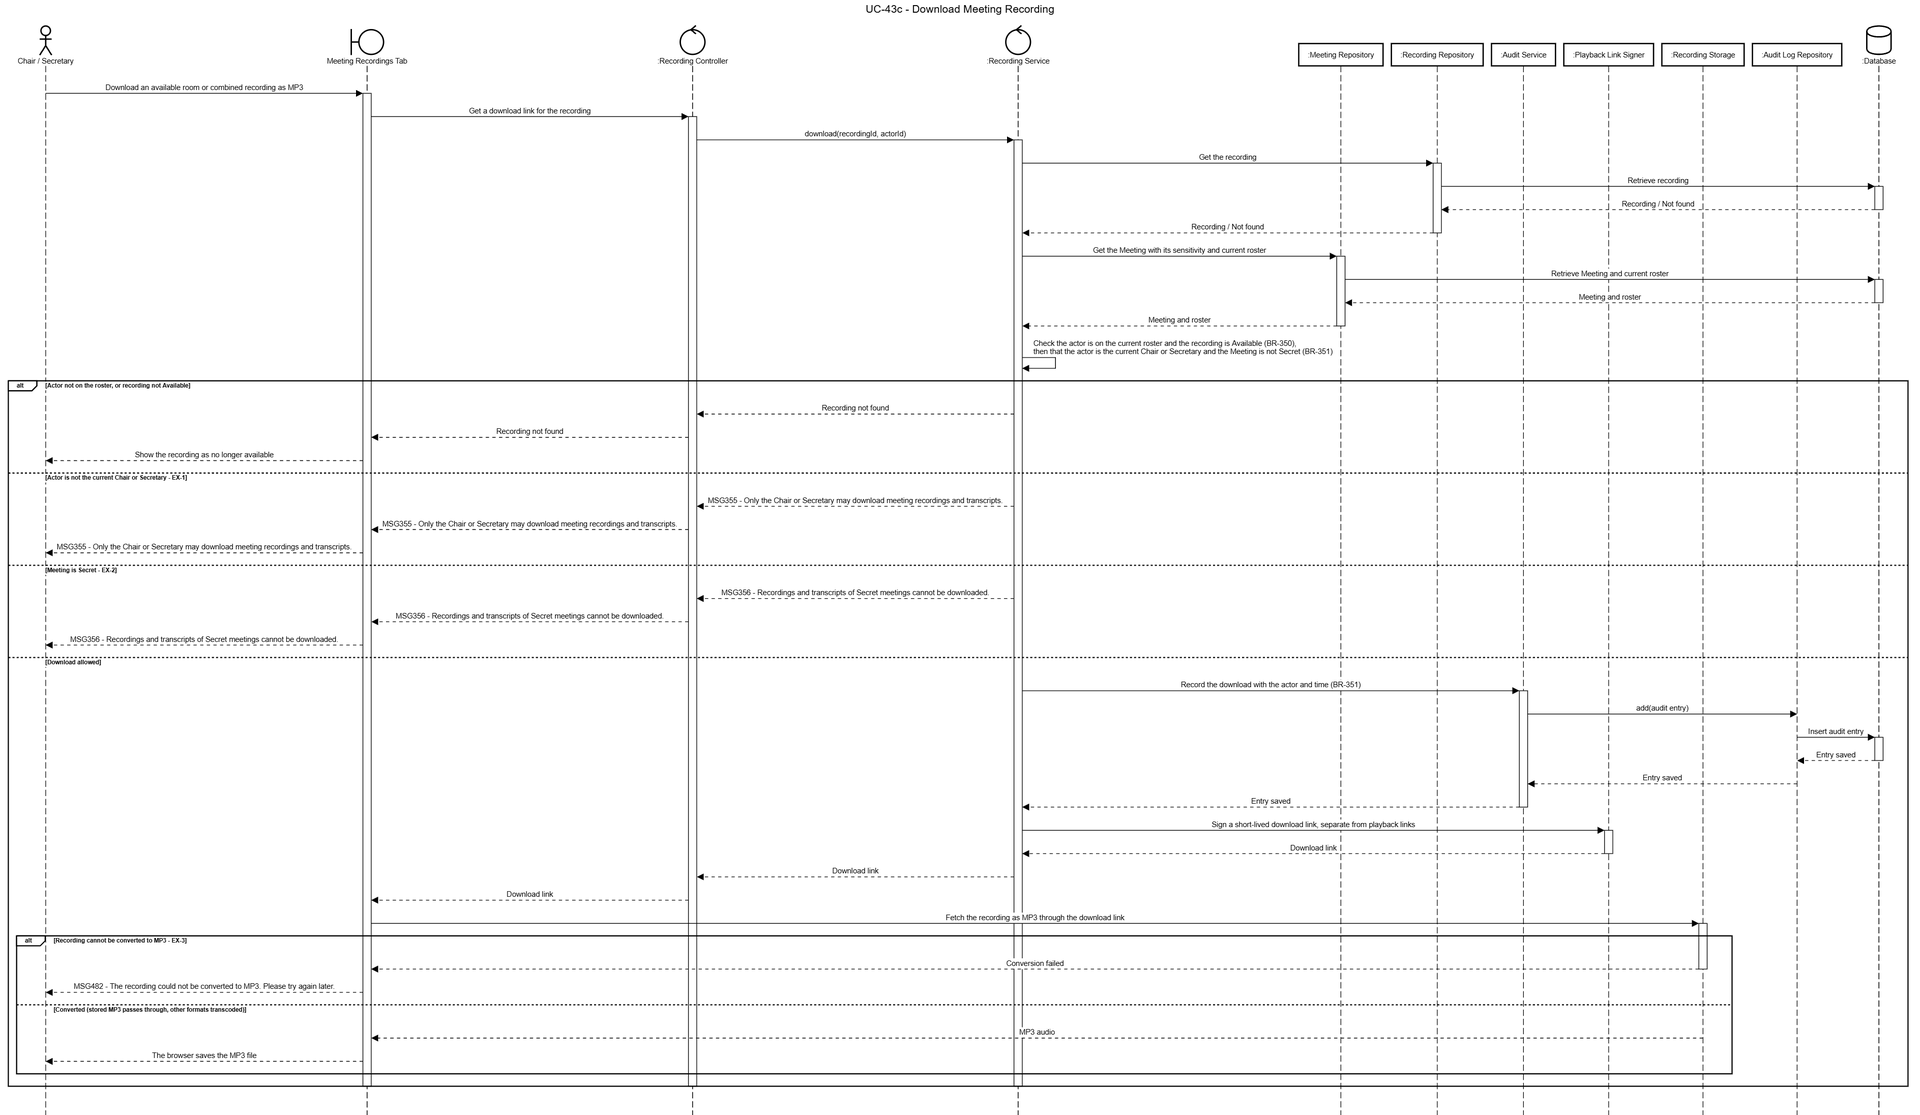 UC-43c - Download Meeting Recording
Chair / Secretary
Meeting Recordings Tab
:Recording Controller
:Recording Service
:Meeting Repository
:Recording Repository
:Audit Service
:Playback Link Signer
:Recording Storage
:Audit Log Repository
:Database
Download an available room or combined recording as MP3
Get a download link for the recording
download(recordingId, actorId)
Get the recording
Retrieve recording
Recording / Not found
Recording / Not found
Get the Meeting with its sensitivity and current roster
Retrieve Meeting and current roster
Meeting and roster
Meeting and roster
Check the actor is on the current roster and the recording is Available (BR-350),
then that the actor is the current Chair or Secretary and the Meeting is not Secret (BR-351)
alt
[Actor not on the roster, or recording not Available]
Recording not found
Recording not found
Show the recording as no longer available
[Actor is not the current Chair or Secretary - EX-1]
MSG355 - Only the Chair or Secretary may download meeting recordings and transcripts.
MSG355 - Only the Chair or Secretary may download meeting recordings and transcripts.
MSG355 - Only the Chair or Secretary may download meeting recordings and transcripts.
[Meeting is Secret - EX-2]
MSG356 - Recordings and transcripts of Secret meetings cannot be downloaded.
MSG356 - Recordings and transcripts of Secret meetings cannot be downloaded.
MSG356 - Recordings and transcripts of Secret meetings cannot be downloaded.
[Download allowed]
Record the download with the actor and time (BR-351)
add(audit entry)
Insert audit entry
Entry saved
Entry saved
Entry saved
Sign a short-lived download link, separate from playback links
Download link
Download link
Download link
Fetch the recording as MP3 through the download link
alt
[Recording cannot be converted to MP3 - EX-3]
Conversion failed
MSG482 - The recording could not be converted to MP3. Please try again later.
[Converted (stored MP3 passes through, other formats transcoded)]
MP3 audio
The browser saves the MP3 file